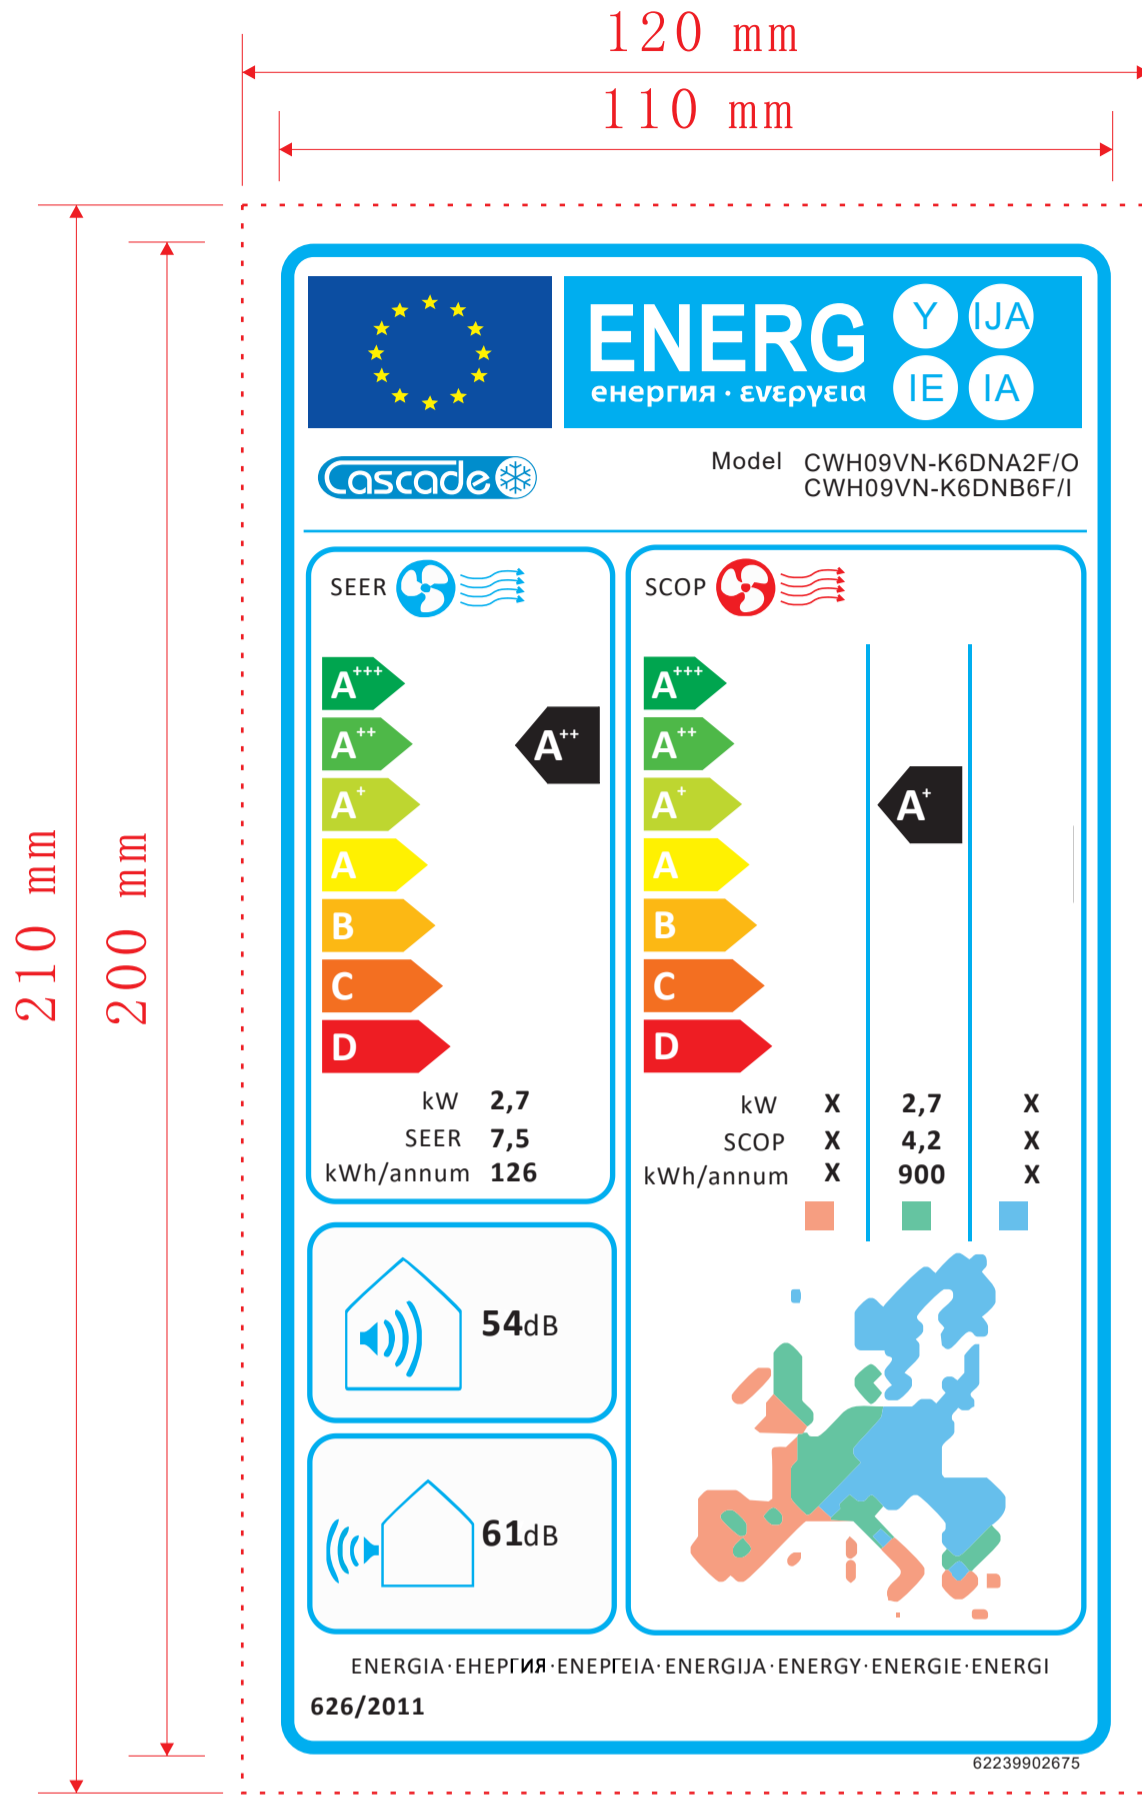 120 mm
110 mm
210 mm
200 mm
ENERG
енергия · ενεργεια
Y IJA
IE IA
Cascade
Model CWH09VN-K6DNA2F/O
CWH09VN-K6DNB6F/I
SEER
A+++
A++
A++
A+
A
B
C
D
kW 2,7
SEER 7,5
kWh/annum 126
SCOP
A+++
A++
A+
A+
A
B
C
D
kW X 2,7 X
SCOP X 4,2 X
kWh/annum X 900 X
54dB
61dB
ENERGIA·ЕНЕРГИЯ·ΕΝΕΡΓΕΙΑ·ENERGIJA·ENERGY·ENERGIE·ENERGI
626/2011
62239902675